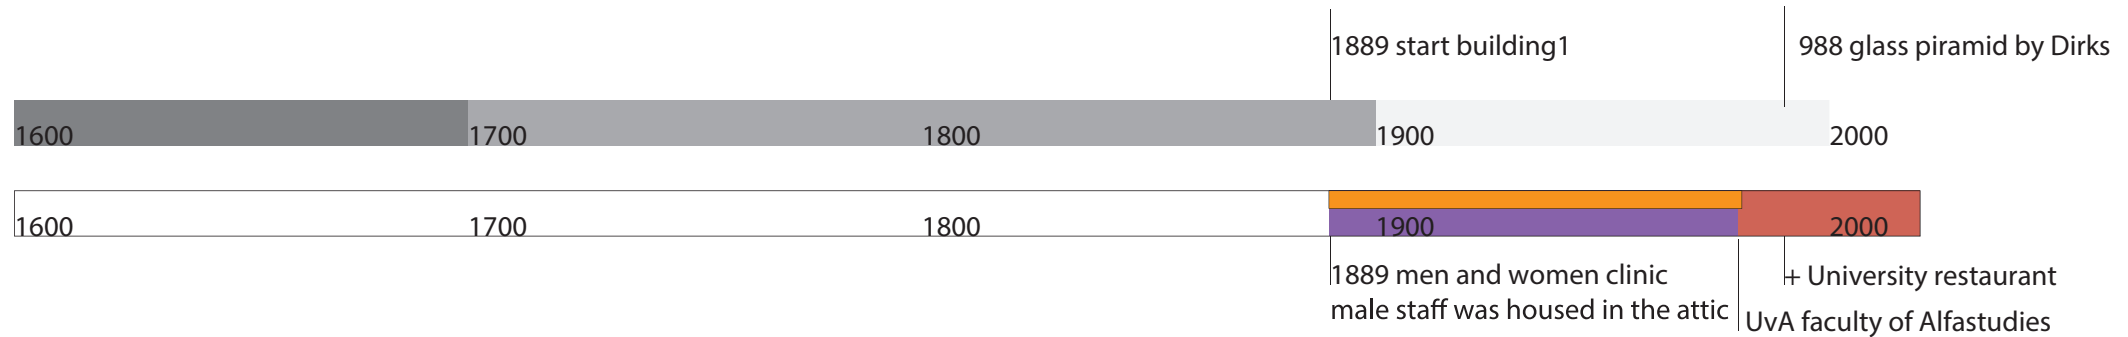 1889 start building1
988 glass piramid by Dirks
1600 1700 1800 1900 2000
1600 1700 1800 1900 2000
1889 men and women clinic
male staff was housed in the attic
+ University restaurant
UvA faculty of Alfastudies